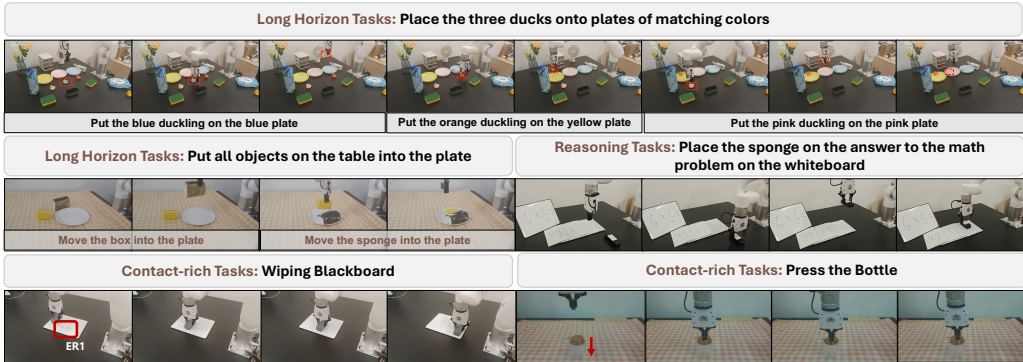 Long Horizon Tasks: Place the three ducks onto plates of matching colors
Put the blue duckling on the blue plate
Put the orange duckling on the yellow plate
Put the pink duckling on the pink plate
Long Horizon Tasks: Put all objects on the table into the plate
Move the box into the plate
Move the sponge into the plate
Reasoning Tasks: Place the sponge on the answer to the math
problem on the whiteboard
Contact-rich Tasks: Wiping Blackboard
ER1
Contact-rich Tasks: Press the Bottle